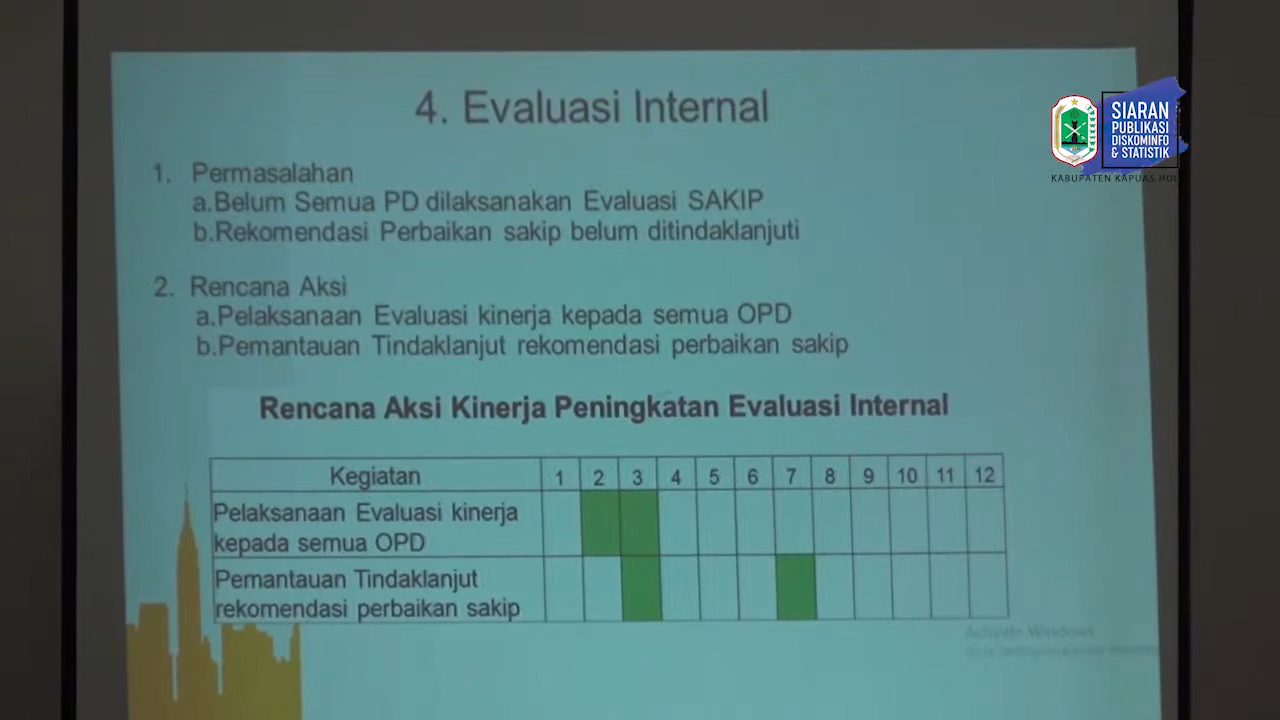 4. Evaluasi Internal
SIARAN
PUBLIKASI
DISKOMINFO
& STATISTIK
KABUPATEN KAPUAS HUL
1. Permasalahan
a.Belum Semua PD dilaksanakan Evaluasi SAKIP
b.Rekomendasi Perbaikan sakip belum ditindaklanjuti
2. Rencana Aksi
a.Pelaksanaan Evaluasi kinerja kepada semua OPD
b.Pemantauan Tindaklanjut rekomendasi perbaikan sakip
Rencana Aksi Kinerja Peningkatan Evaluasi Internal
Kegiatan 1 2 3 4 5 6 7 8 9 10 11 12
Pelaksanaan Evaluasi kinerja
kepada semua OPD
Pemantauan Tindaklanjut
rekomendasi perbaikan sakip
Activate Windows